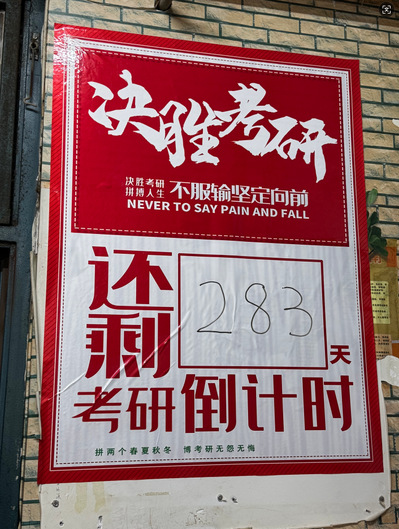 决胜考研
决胜考研
拼搏人生
不服输坚定向前
NEVER TO SAY PAIN AND FALL
还剩
283
天
考研倒计时
拼两个春夏秋冬 博考研无怨无悔